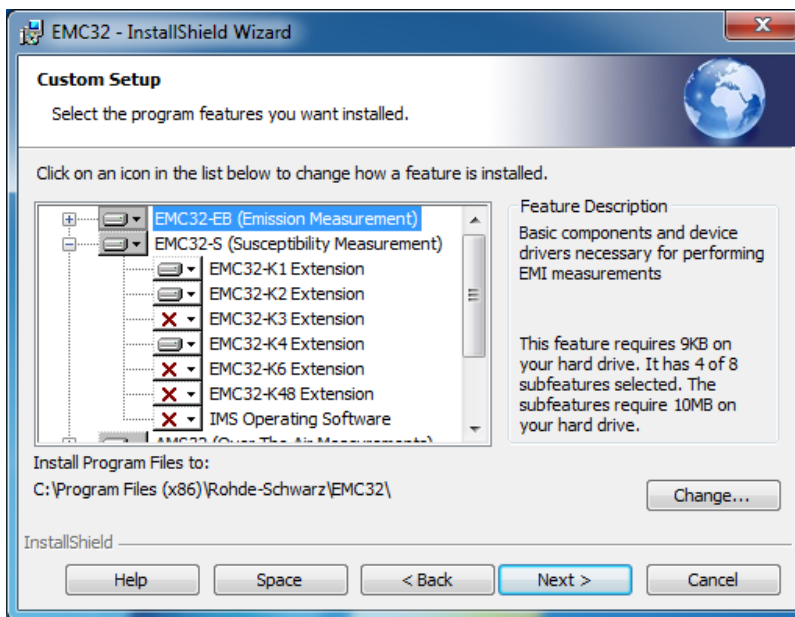 EMC32 - InstallShield Wizard
Custom Setup
Select the program features you want installed.
Click on an icon in the list below to change how a feature is installed.
EMC32-EB (Emission Measurement)
EMC32-S (Susceptibility Measurement)
EMC32-K1 Extension
EMC32-K2 Extension
EMC32-K3 Extension
EMC32-K4 Extension
EMC32-K6 Extension
EMC32-K48 Extension
IMS Operating Software
AMS32 (Over The Air Measurements)
Feature Description
Basic components and device
drivers necessary for performing
EMI measurements
This feature requires 9KB on
your hard drive. It has 4 of 8
subfeatures selected. The
subfeatures require 10MB on
your hard drive.
Install Program Files to:
C:\Program Files (x86)\Rohde-Schwarz\EMC32\
Change...
InstallShield
Help
Space
< Back
Next >
Cancel